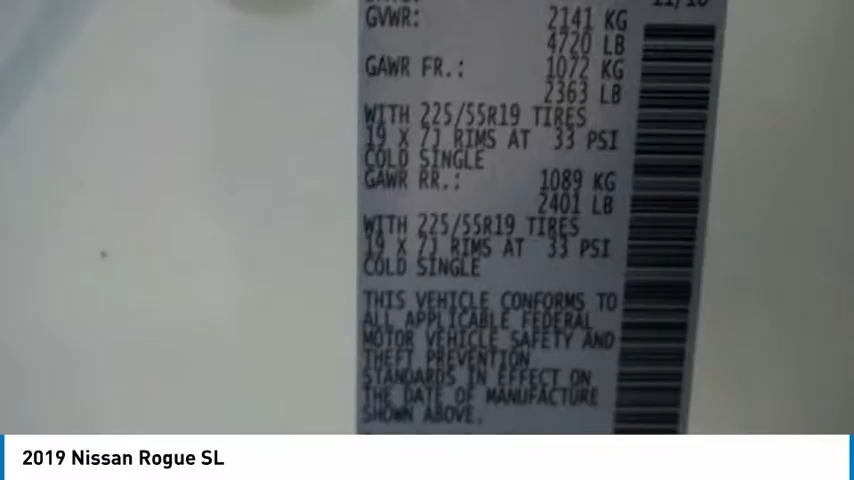 GVWR: 2141 KG
4720 LB
GAWR FR.: 1072 KG
2363 LB
WITH 225/55R19 TIRES
19 X 7J RIMS AT 33 PSI
COLD SINGLE
GAWR RR.: 1089 KG
2401 LB
WITH 225/55R19 TIRES
19 X 7J RIMS AT 33 PSI
COLD SINGLE
THIS VEHICLE CONFORMS TO
ALL APPLICABLE FEDERAL
MOTOR VEHICLE SAFETY AND
THEFT PREVENTION
STANDARDS IN EFFECT ON
THE DATE OF MANUFACTURE
SHOWN ABOVE.
2019 Nissan Rogue SL